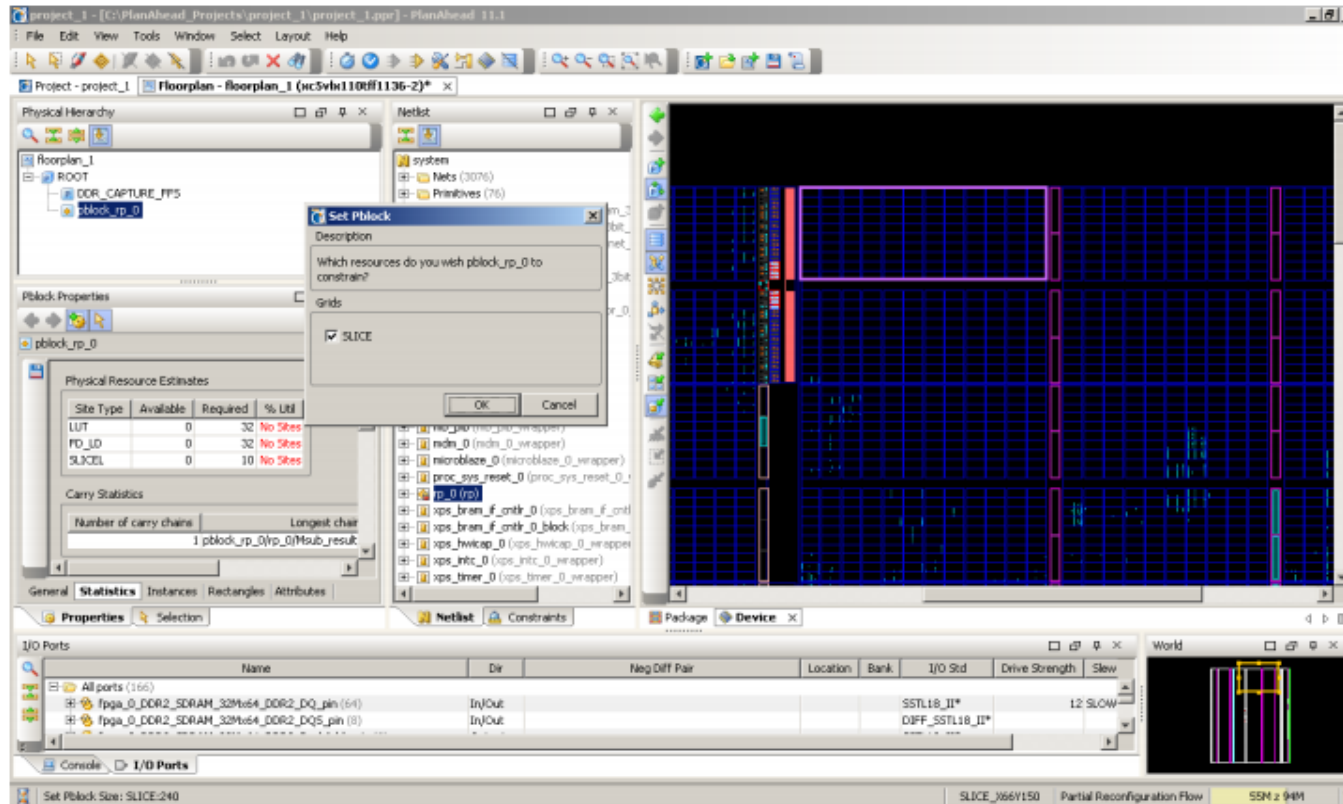 project_1 - [C:\PlanAhead_Projects\project_1\project_1.ppr] - PlanAhead 11.1
File Edit View Tools Window Select Layout Help
Project - project_1 Floorplan - floorplan_1 (xc5vlx110tff1136-2)*
Physical Hierarchy
floorplan_1
ROOT
DDR_CAPTURE_FFS
pblock_rp_0
Netlist
system
Nets (3076)
Primitives (76)
Set Pblock
Description
Which resources do you wish pblock_rp_0 to
constrain?
Grids
SLICE
OK Cancel
Pblock Properties
pblock_rp_0
Physical Resource Estimates
Site Type Available Required % Util
LUT 0 32 No Sites
FD_LD 0 32 No Sites
SLICEL 0 10 No Sites
Carry Statistics
Number of carry chains Longest chain
1 pblock_rp_0/rp_0/Msub_result
General Statistics Instances Rectangles Attributes
Properties Selection
mdm_0 (mdm_0_wrapper)
microblaze_0 (microblaze_0_wrapper)
proc_sys_reset_0 (proc_sys_reset_0
rp_0 (rp)
xps_bram_if_cntlr_0 (xps_bram_if_cntl
xps_bram_if_cntlr_0_block (xps_bram_
xps_hwicap_0 (xps_hwicap_0_wrapper
xps_intc_0 (xps_intc_0_wrapper)
xps_timer_0 (xps_timer_0_wrapper)
Netlist Constraints
Package Device
I/O Ports
Name Dir Neg Diff Pair Location Bank I/O Std Drive Strength Slew
All ports (166)
fpga_0_DDR2_SDRAM_32Mx64_DDR2_DQ_pin (64) In/Out SSTL18_II* 12 SLOW
fpga_0_DDR2_SDRAM_32Mx64_DDR2_DQS_pin (8) In/Out DIFF_SSTL18_II*
Console I/O Ports
World
Set Pblock Size: SLICE:240 SLICE_X66Y150 Partial Reconfiguration Flow 55M z 94M